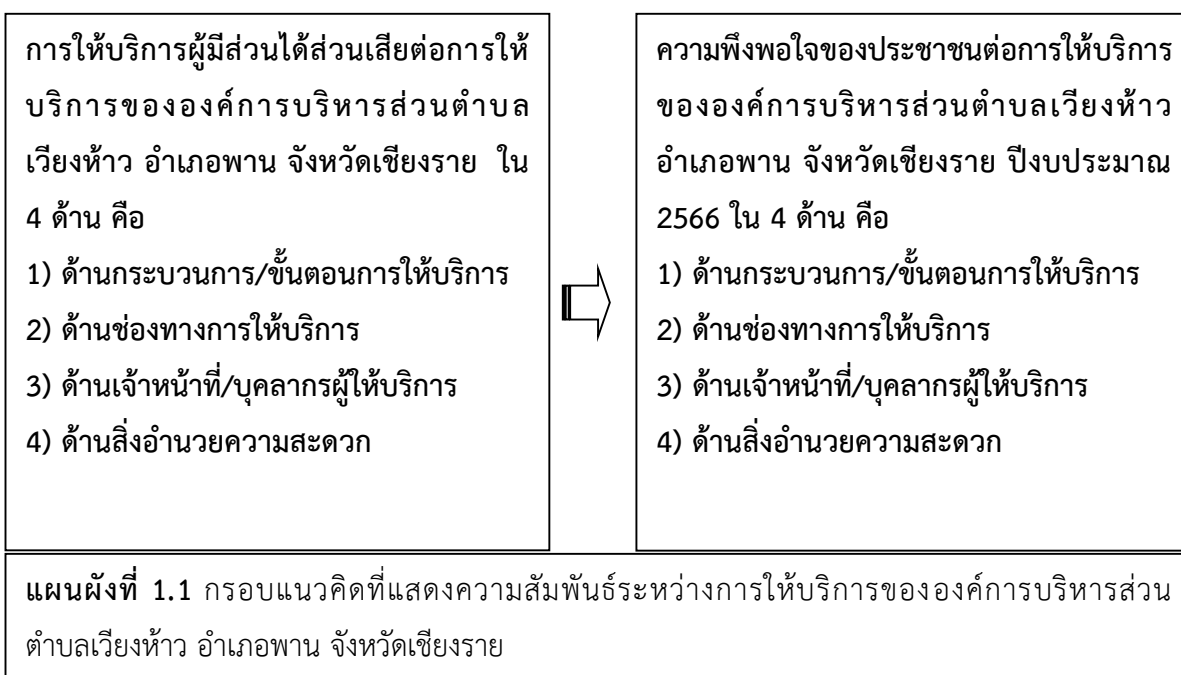 การให้บริการผู้มีส่วนได้ส่วนเสียต่อการให้
บริการขององค์การบริหารส่วนตำบล
เวียงห้าว อำเภอพาน จังหวัดเชียงราย ใน
4 ด้าน คือ
1) ด้านกระบวนการ/ขั้นตอนการให้บริการ
2) ด้านช่องทางการให้บริการ
3) ด้านเจ้าหน้าที่/บุคลากรผู้ให้บริการ
4) ด้านสิ่งอำนวยความสะดวก
ความพึงพอใจของประชาชนต่อการให้บริการ
ขององค์การบริหารส่วนตำบลเวียงห้าว
อำเภอพาน จังหวัดเชียงราย ปีงบประมาณ
2566 ใน 4 ด้าน คือ
1) ด้านกระบวนการ/ขั้นตอนการให้บริการ
2) ด้านช่องทางการให้บริการ
3) ด้านเจ้าหน้าที่/บุคลากรผู้ให้บริการ
4) ด้านสิ่งอำนวยความสะดวก
แผนผังที่ 1.1 กรอบแนวคิดที่แสดงความสัมพันธ์ระหว่างการให้บริการขององค์การบริหารส่วน
ตำบลเวียงห้าว อำเภอพาน จังหวัดเชียงราย